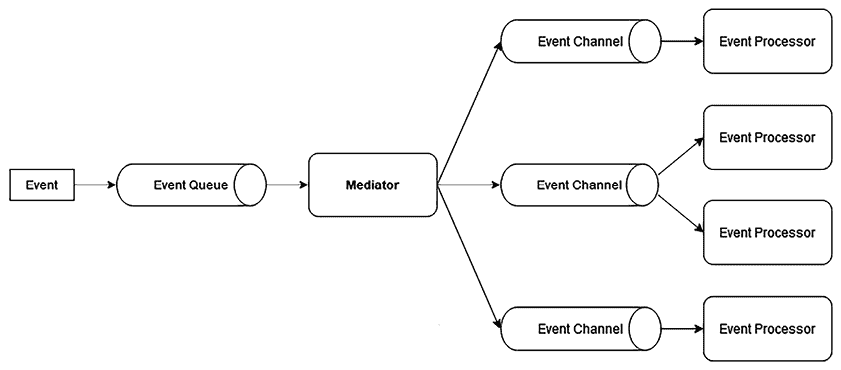 Event Channel
Event Processor
Event Processor
Event
Event Queue
Mediator
Event Channel
Event Processor
Event Channel
Event Processor